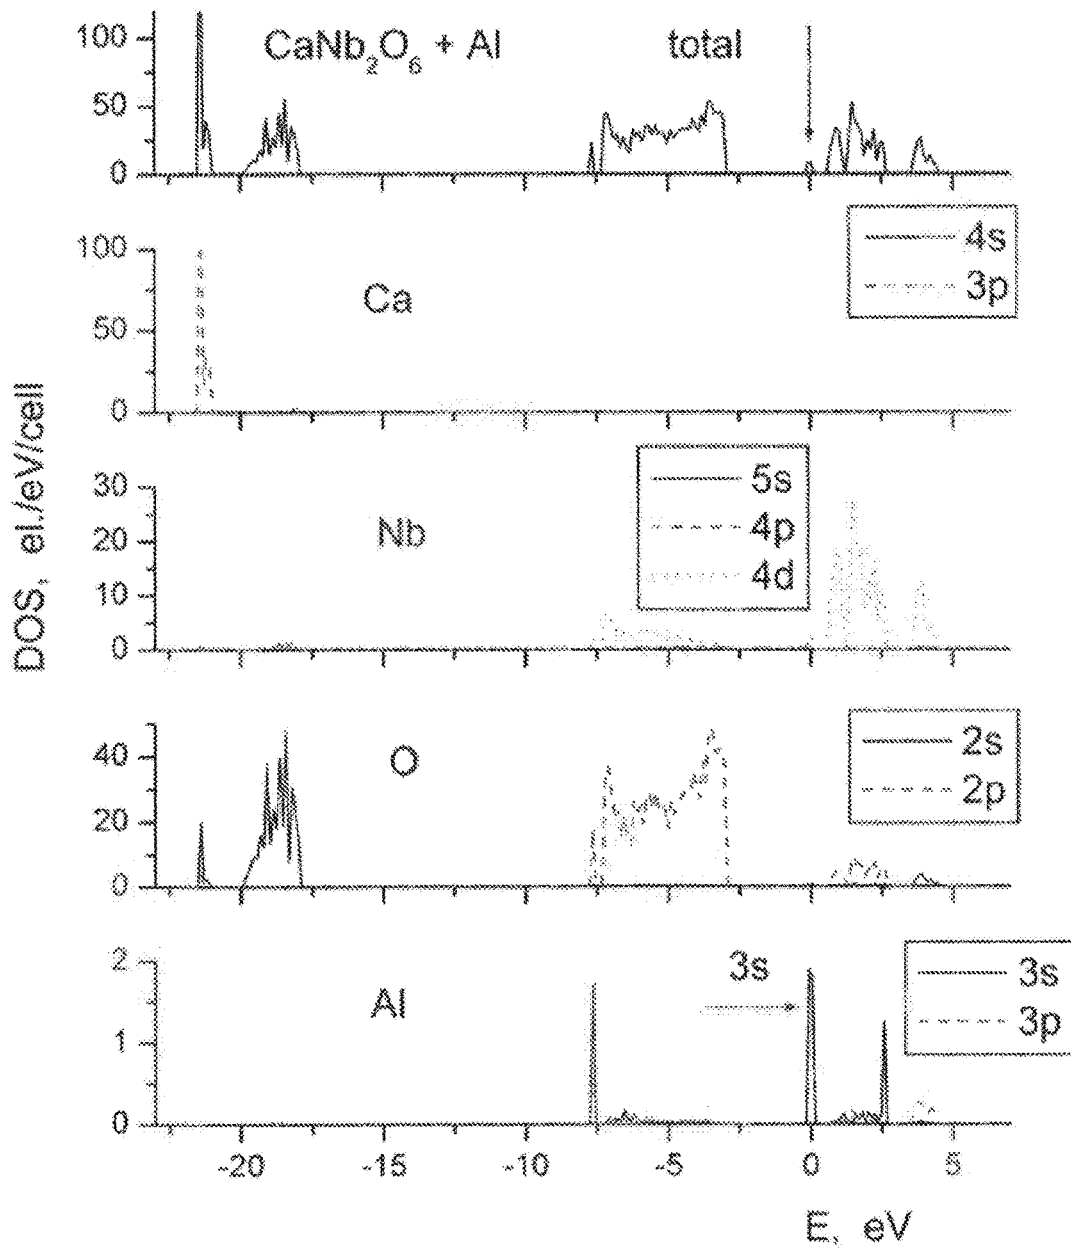 CaNb₂O₆ + Al
total
100
50
0
4s
3p
Ca
100
50
0
5s
4p
4d
Nb
30
20
10
0
2s
2p
O
40
20
0
3s
3s
3p
Al
2
1
0
-20
-15
-10
-5
0
5
E, eV
DOS, el./eV/cell